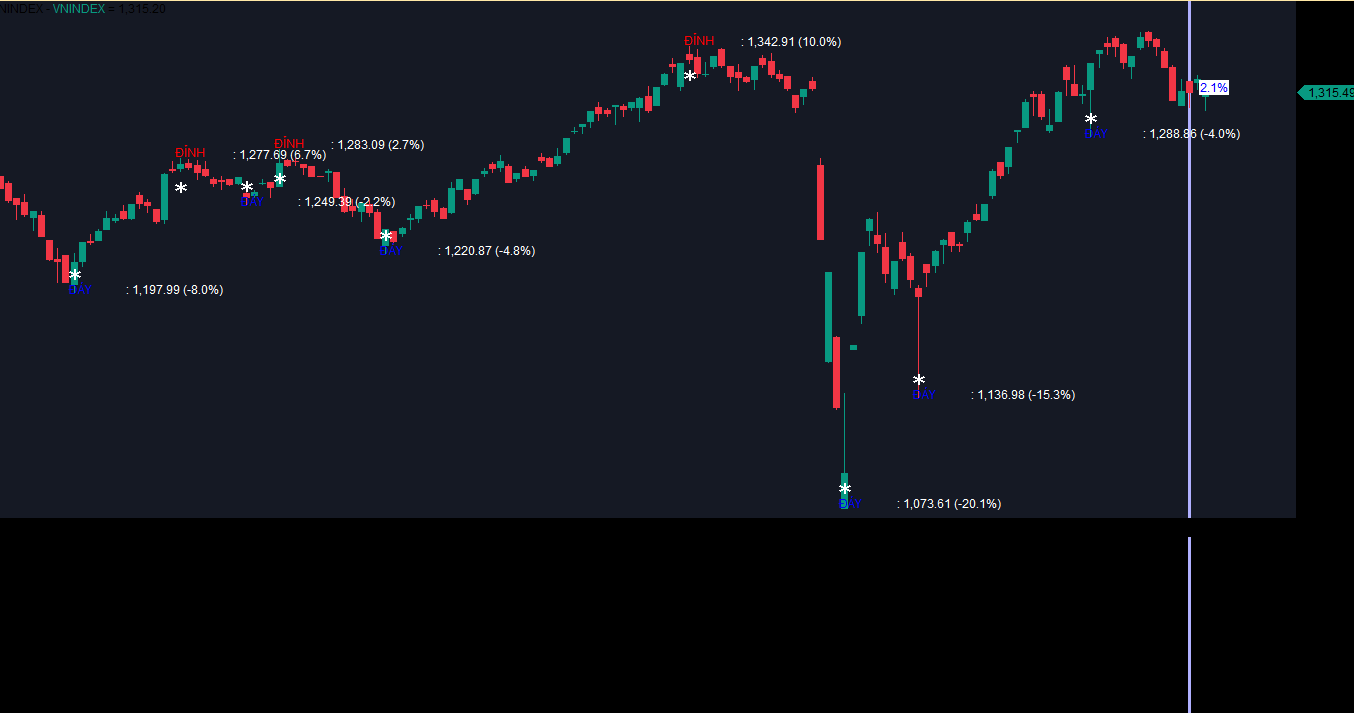 VNINDEX - VNINDEX = 1,315.20
ĐỈNH : 1,342.91 (10.0%)
2.1%
1,315.49
ĐÁY : 1,288.86 (-4.0%)
ĐỈNH : 1,283.09 (2.7%)
ĐỈNH : 1,277.69 (6.7%)
ĐÁY : 1,249.39 (-2.2%)
ĐÁY : 1,220.87 (-4.8%)
ĐÁY : 1,197.99 (-8.0%)
ĐÁY : 1,136.98 (-15.3%)
ĐÁY : 1,073.61 (-20.1%)